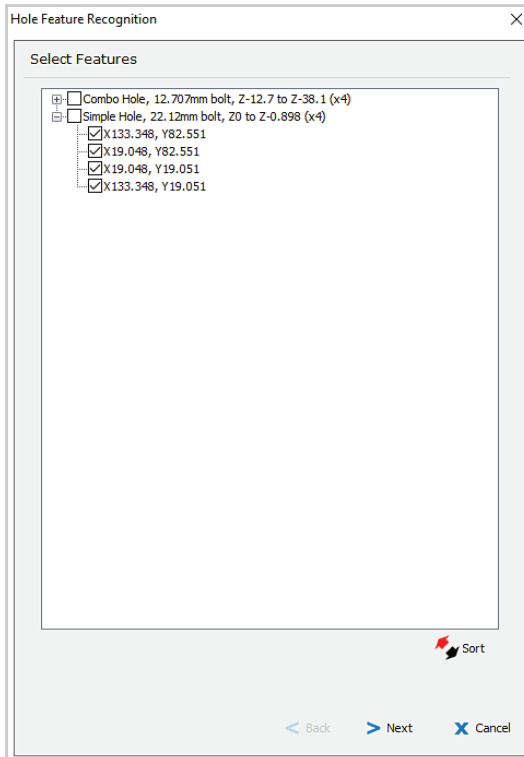 Hole Feature Recognition
Select Features
Combo Hole, 12.707mm bolt, Z-12.7 to Z-38.1 (x4)
Simple Hole, 22.12mm bolt, Z0 to Z-0.898 (x4)
X133.348, Y82.551
X19.048, Y82.551
X19.048, Y19.051
X133.348, Y19.051
Sort
Back Next Cancel